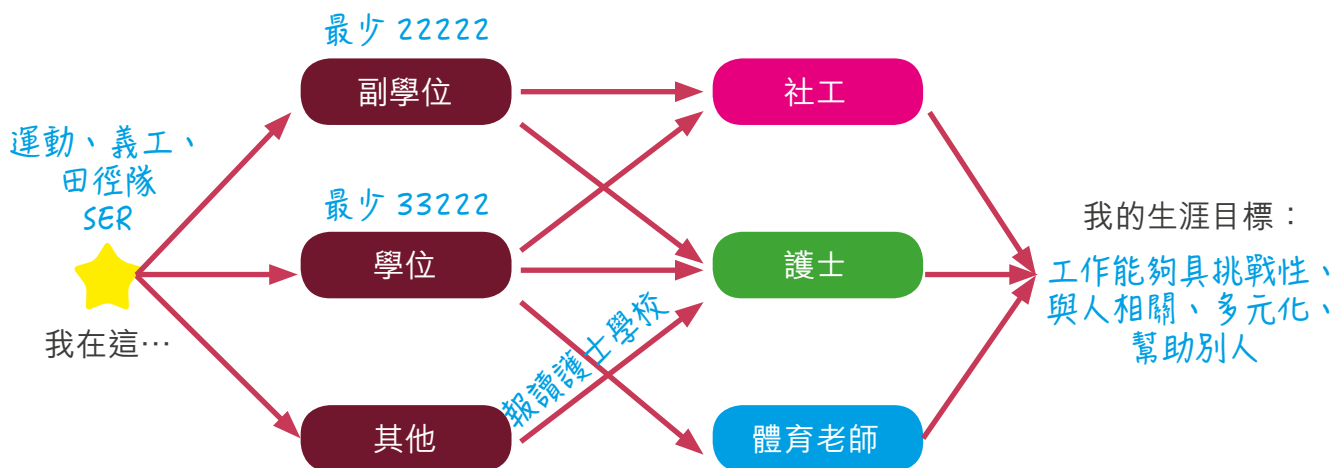 最少 22222
副學位
社工
運動、義工、
田徑隊
SER
最少 33222
學位
護士
我的生涯目標：
工作能夠具挑戰性、
與人相關、多元化、
幫助別人
我在這…
報讀護士學校
其他
體育老師